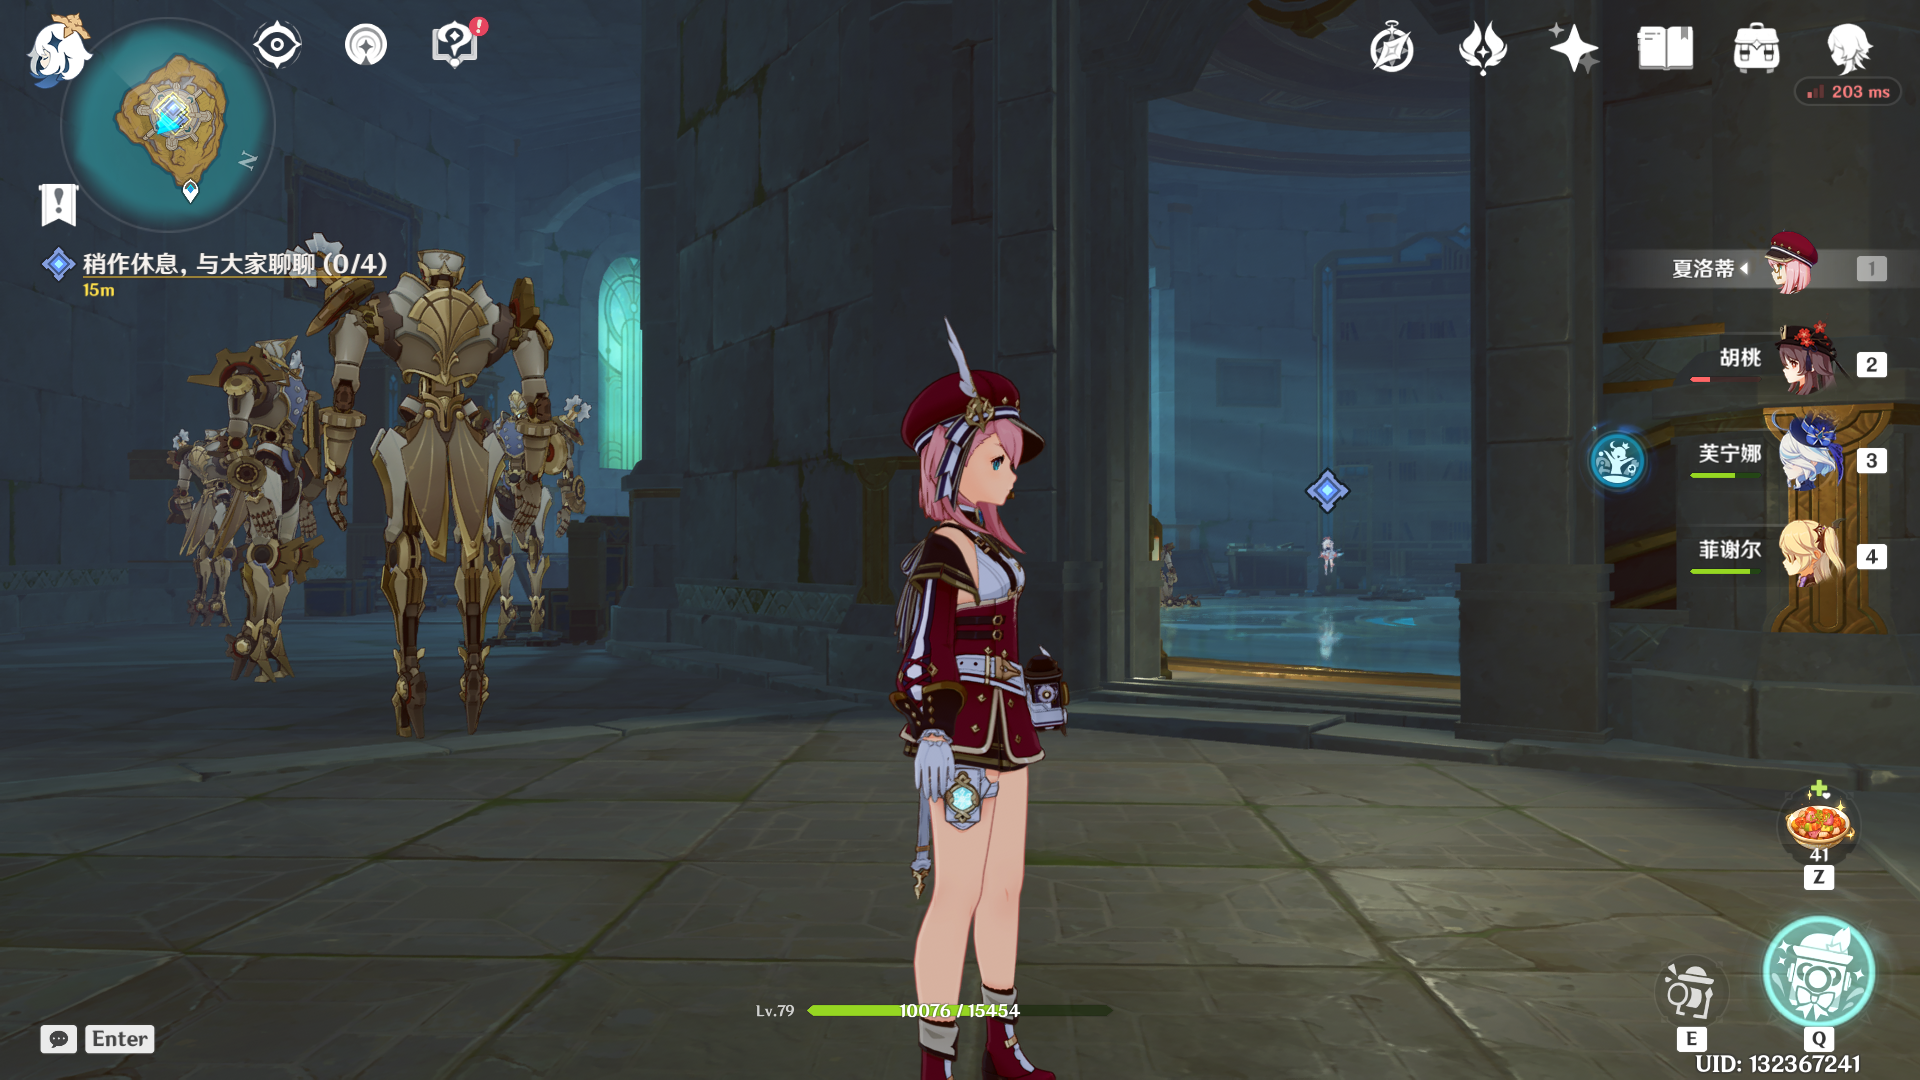 N
203 ms
稍作休息，与大家聊聊 (0/4)
15m
夏洛蒂 1
胡桃 2
芙宁娜 3
菲谢尔 4
41
Z
Lv.79 10076 / 15454
Enter
E
Q
UID: 132367241